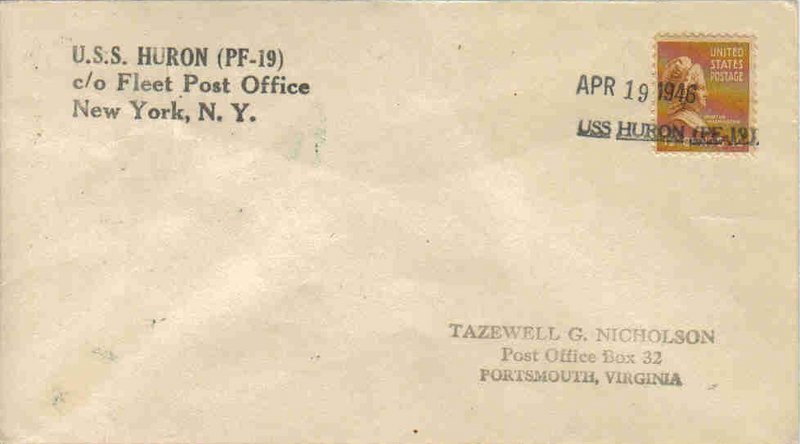 U.S.S. HURON (PF-19)
c/o Fleet Post Office
New York, N. Y.
UNITED
STATES
POSTAGE
APR 19 1946
USS HURON (PF-19)
TAZEWELL G. NICHOLSON
Post Office Box 32
PORTSMOUTH, VIRGINIA